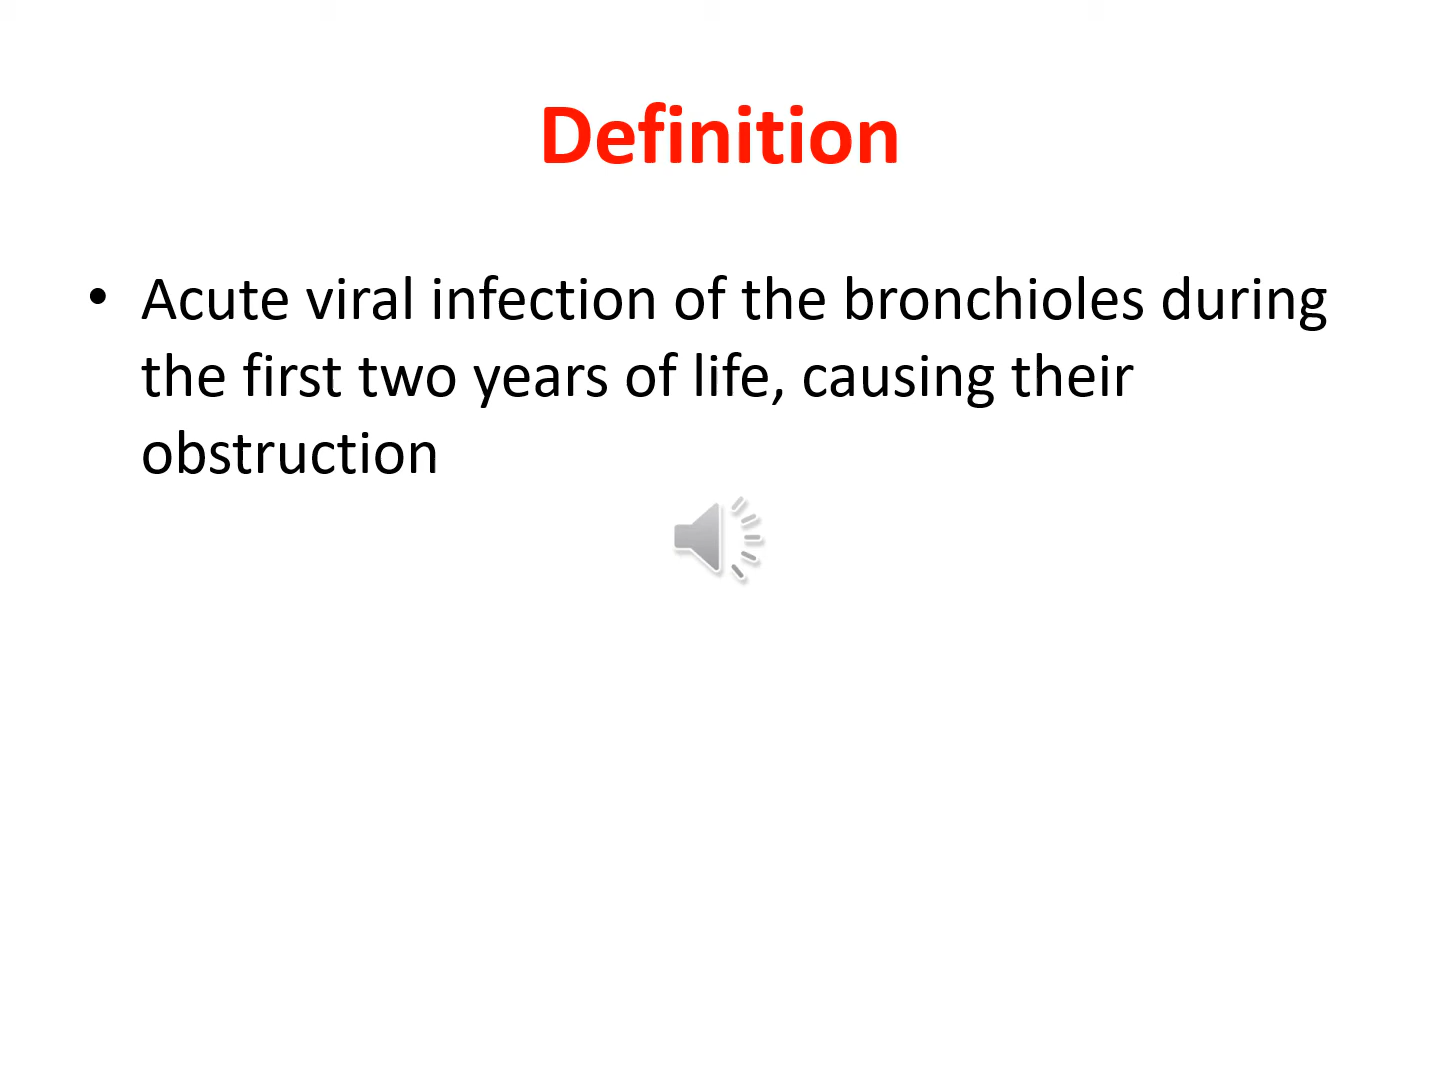 Definition
• Acute viral infection of the bronchioles during
the first two years of life, causing their
obstruction